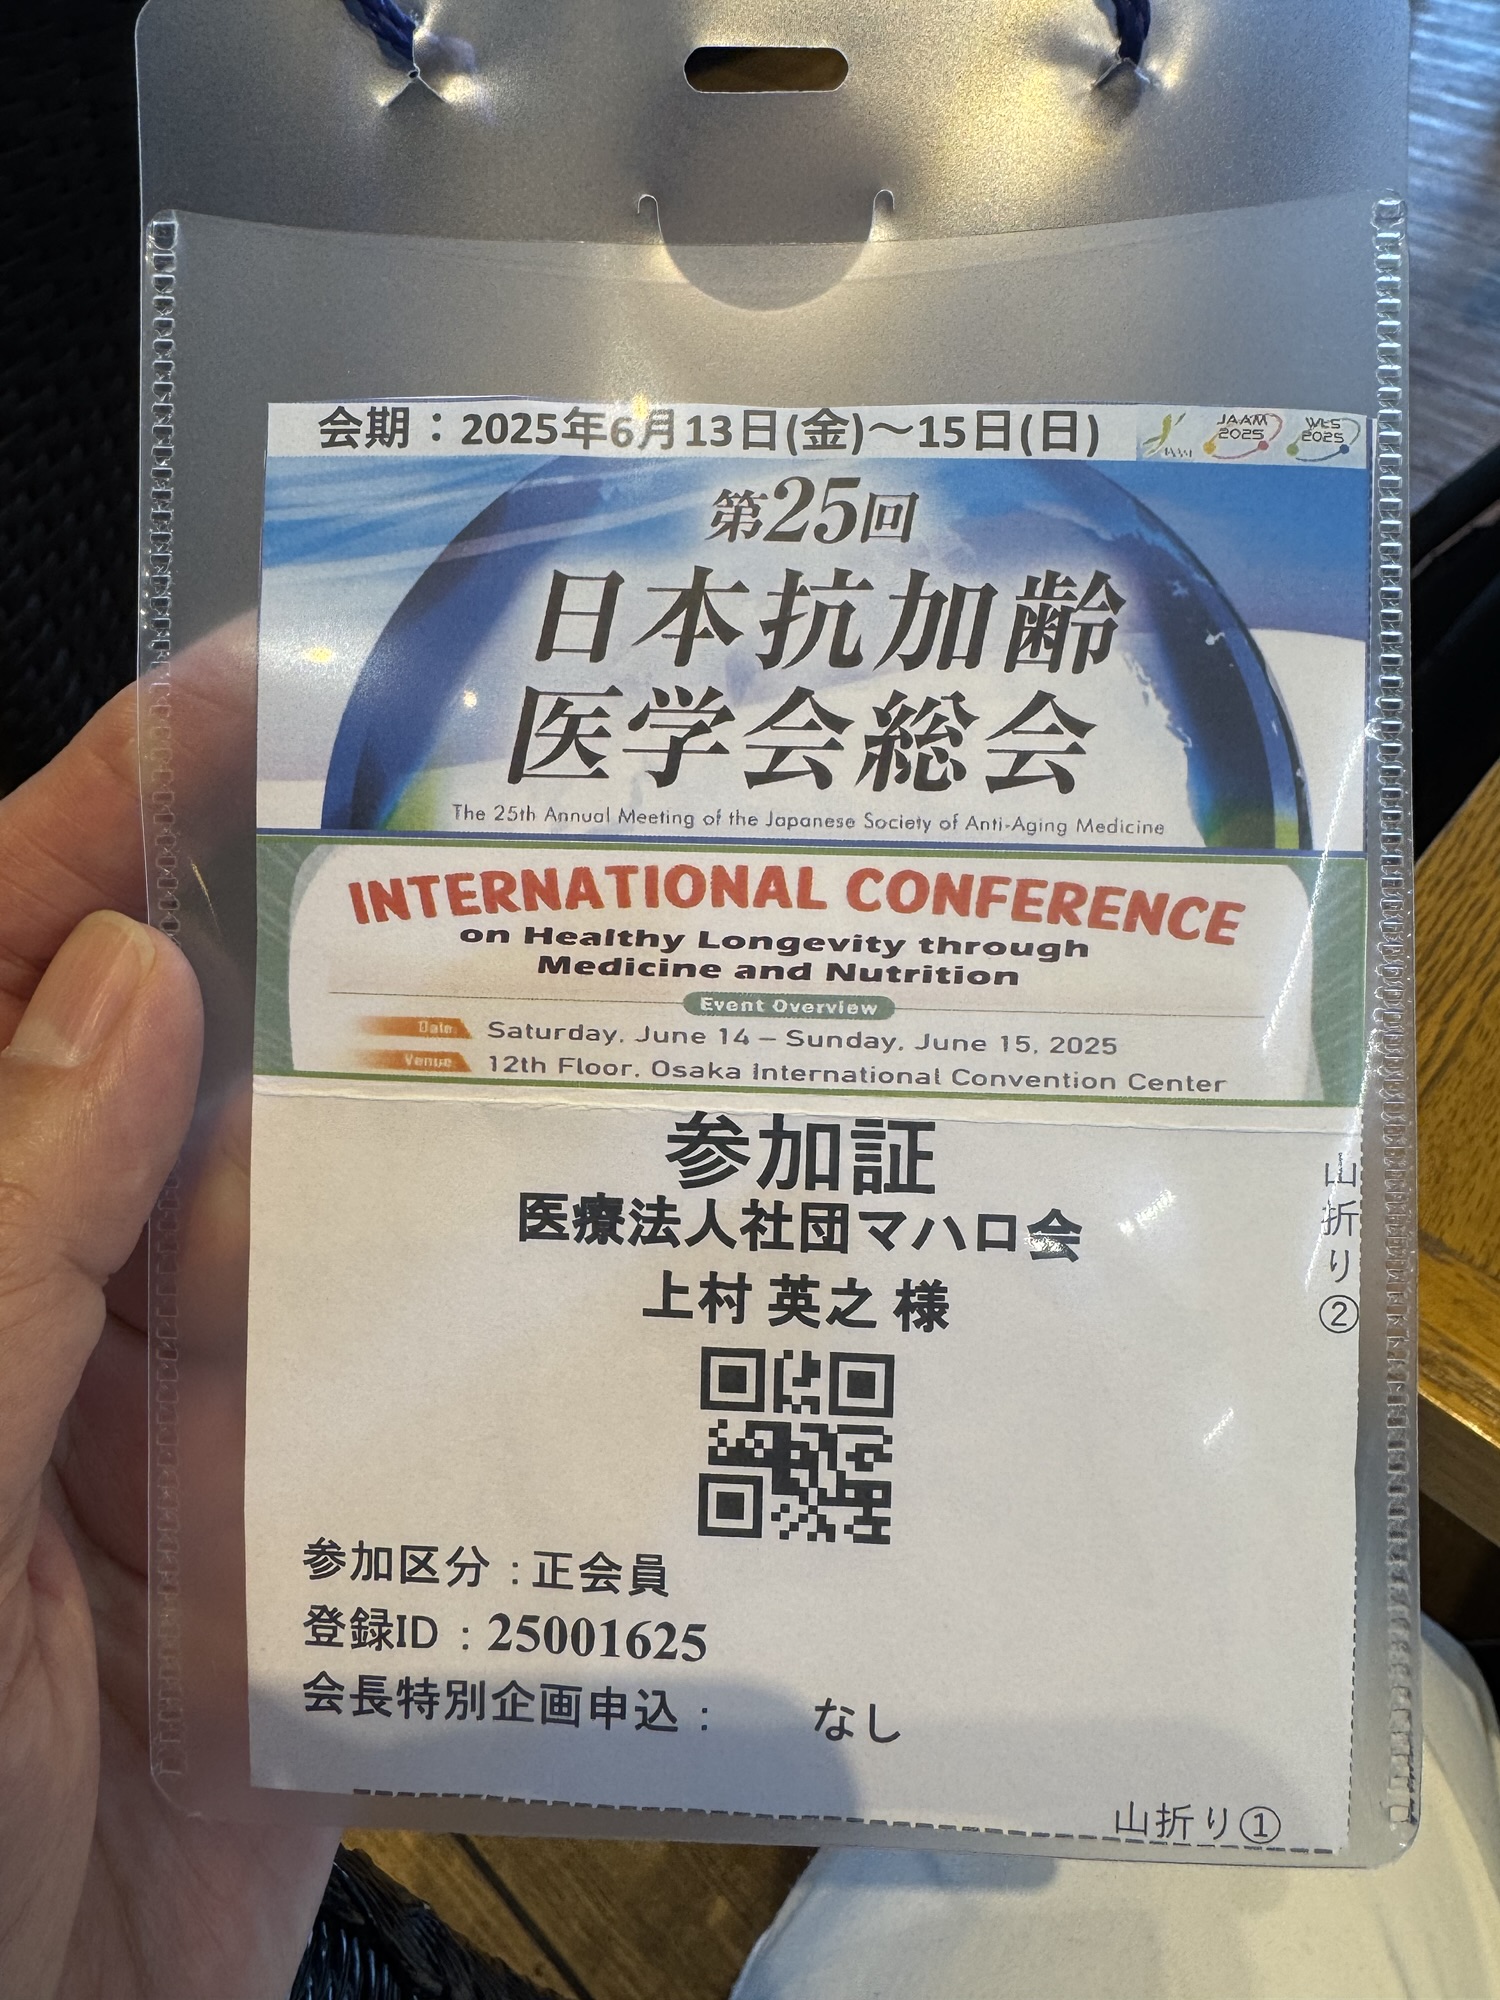 会期：2025年6月13日(金)～15日(日)
JAAM
2025
WLS
2025
第25回
日本抗加齢
医学会総会
The 25th Annual Meeting of the Japanese Society of Anti-Aging Medicine
INTERNATIONAL CONFERENCE
on Healthy Longevity through
Medicine and Nutrition
Event Overview
Date Saturday, June 14 – Sunday, June 15, 2025
Venue 12th Floor, Osaka International Convention Center
参加証
医療法人社団マハロ会
上村 英之 様
参加区分：正会員
登録ID：25001625
会長特別企画申込： なし
山折り②
山折り①